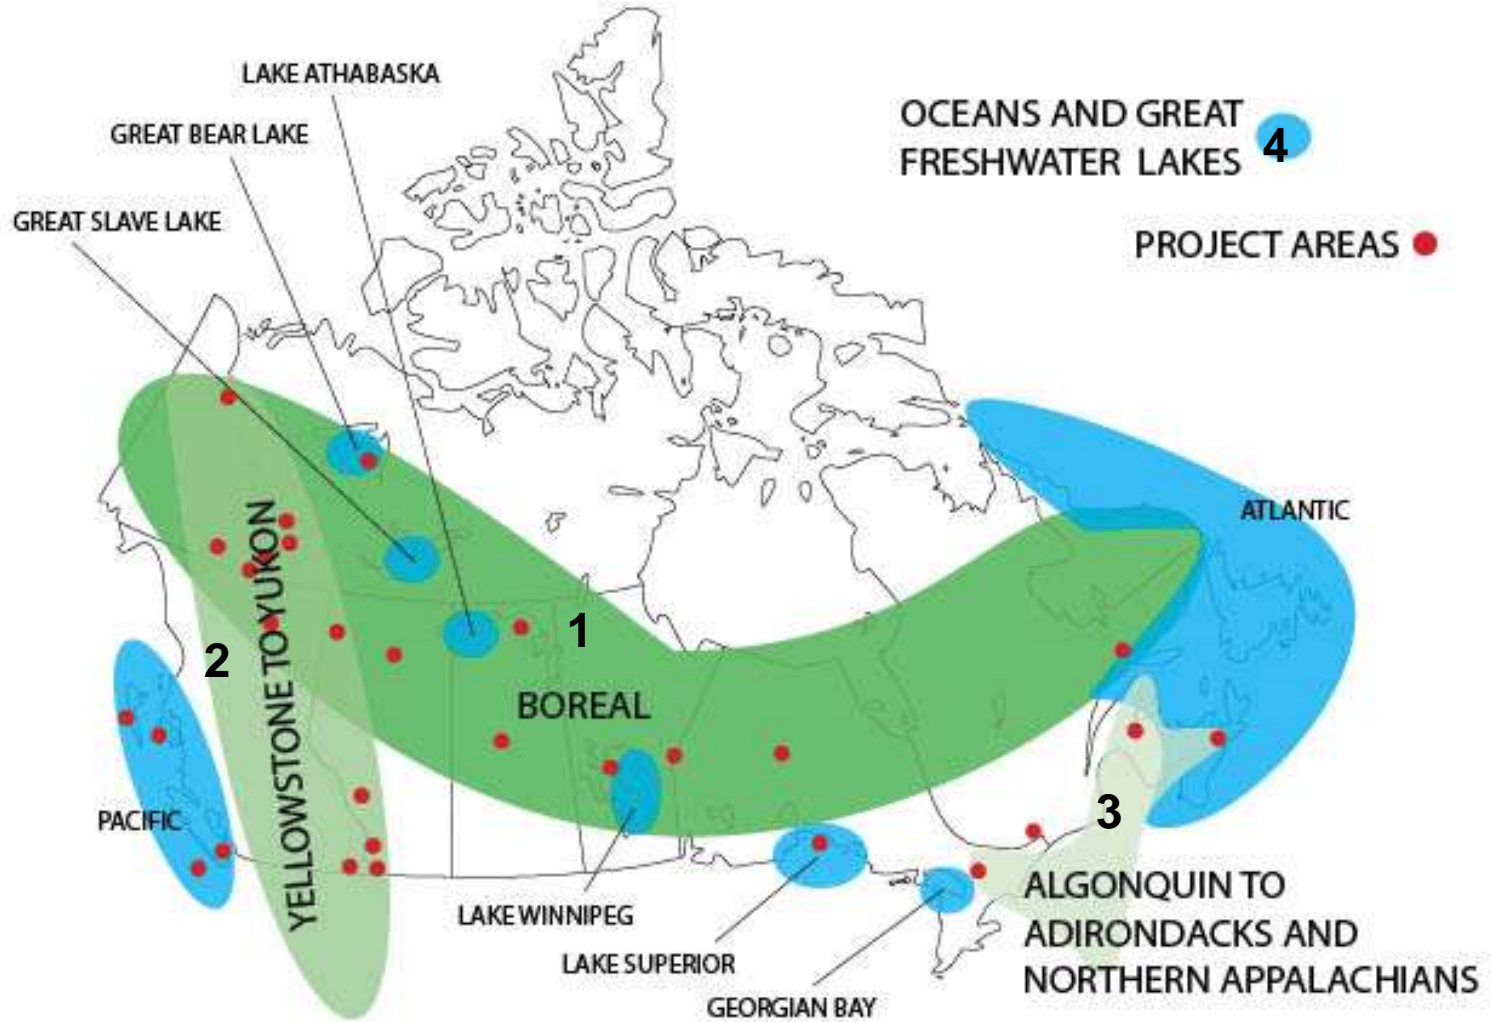 LAKE ATHABASKA
GREAT BEAR LAKE
GREAT SLAVE LAKE
OCEANS AND GREAT
FRESHWATER LAKES
4
PROJECT AREAS
ATLANTIC
1
2
YELLOWSTONE TO YUKON
BOREAL
PACIFIC
3
LAKE WINNIPEG
LAKE SUPERIOR
GEORGIAN BAY
ALGONQUIN TO
ADIRONDACKS AND
NORTHERN APPALACHIANS